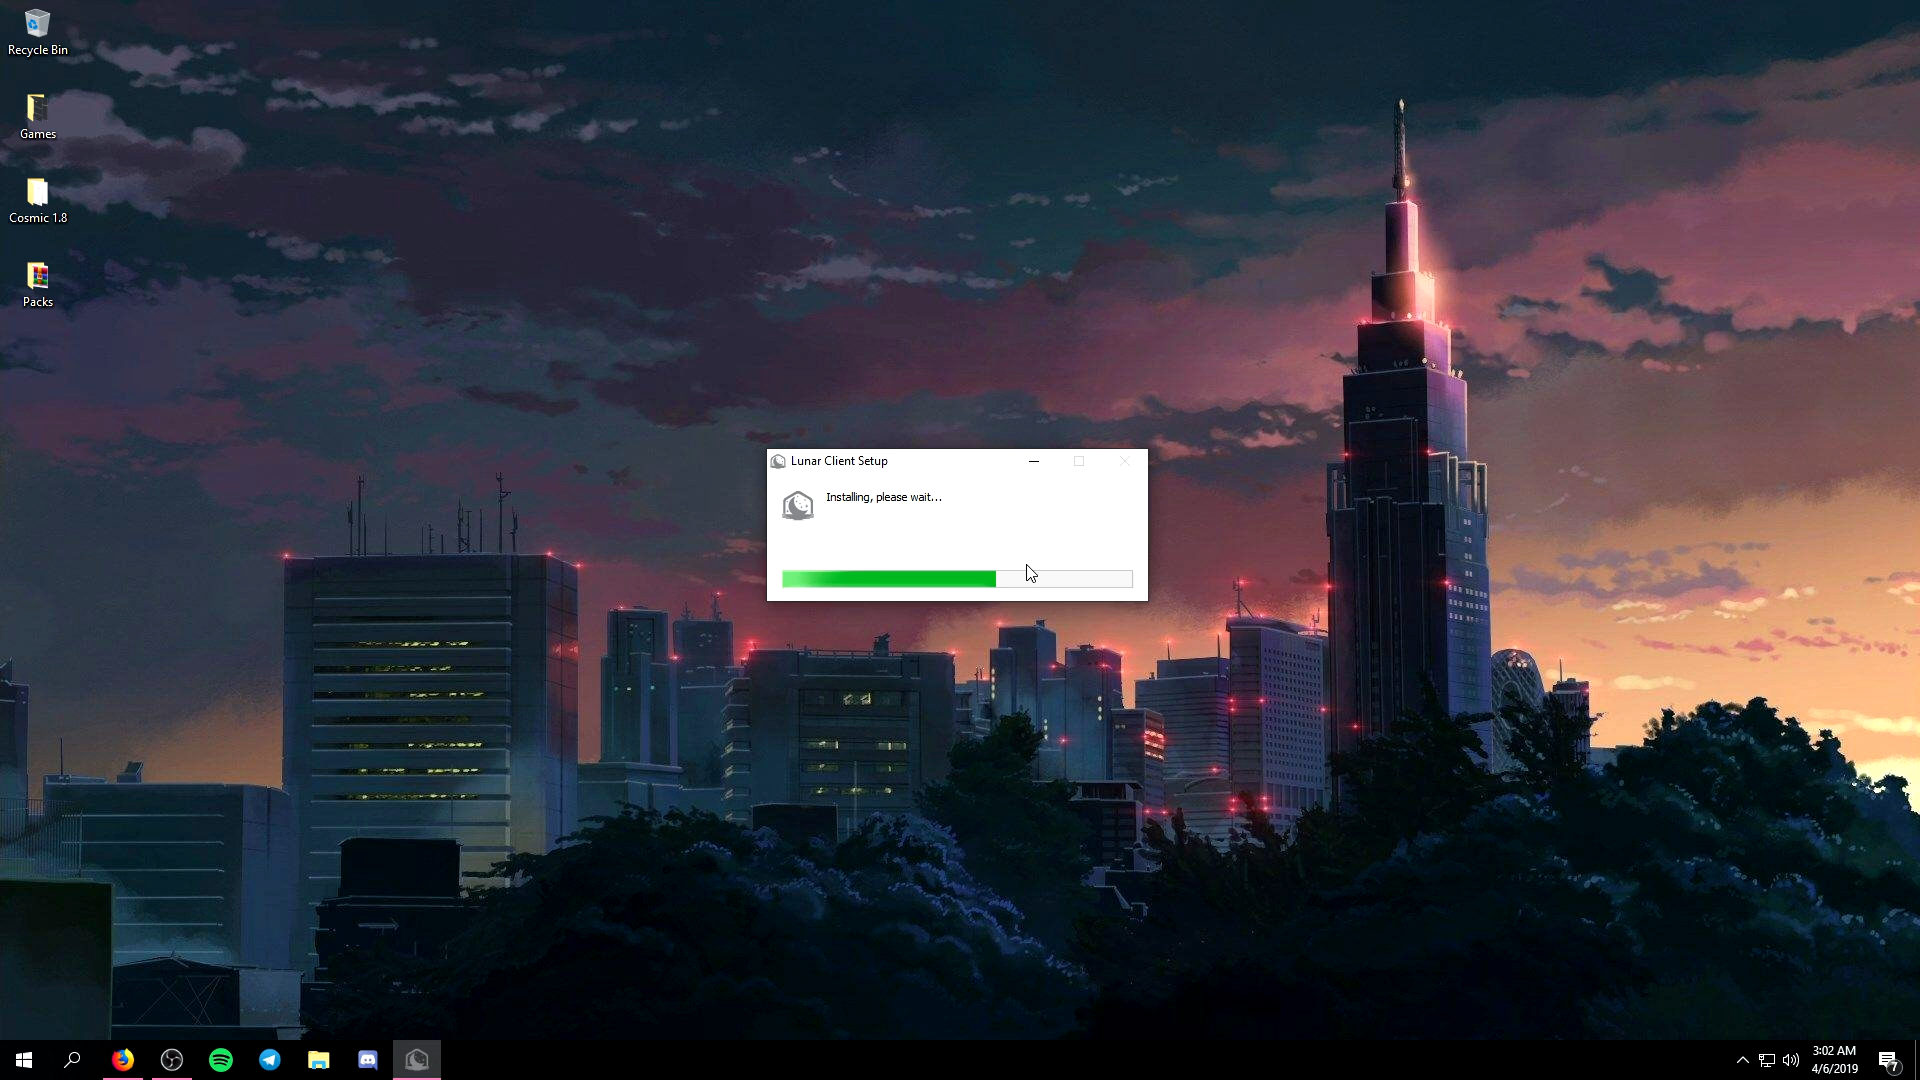 Recycle Bin
Games
Cosmic 1.8
Packs
Lunar Client Setup
Installing, please wait...
3:02 AM
4/6/2019
7